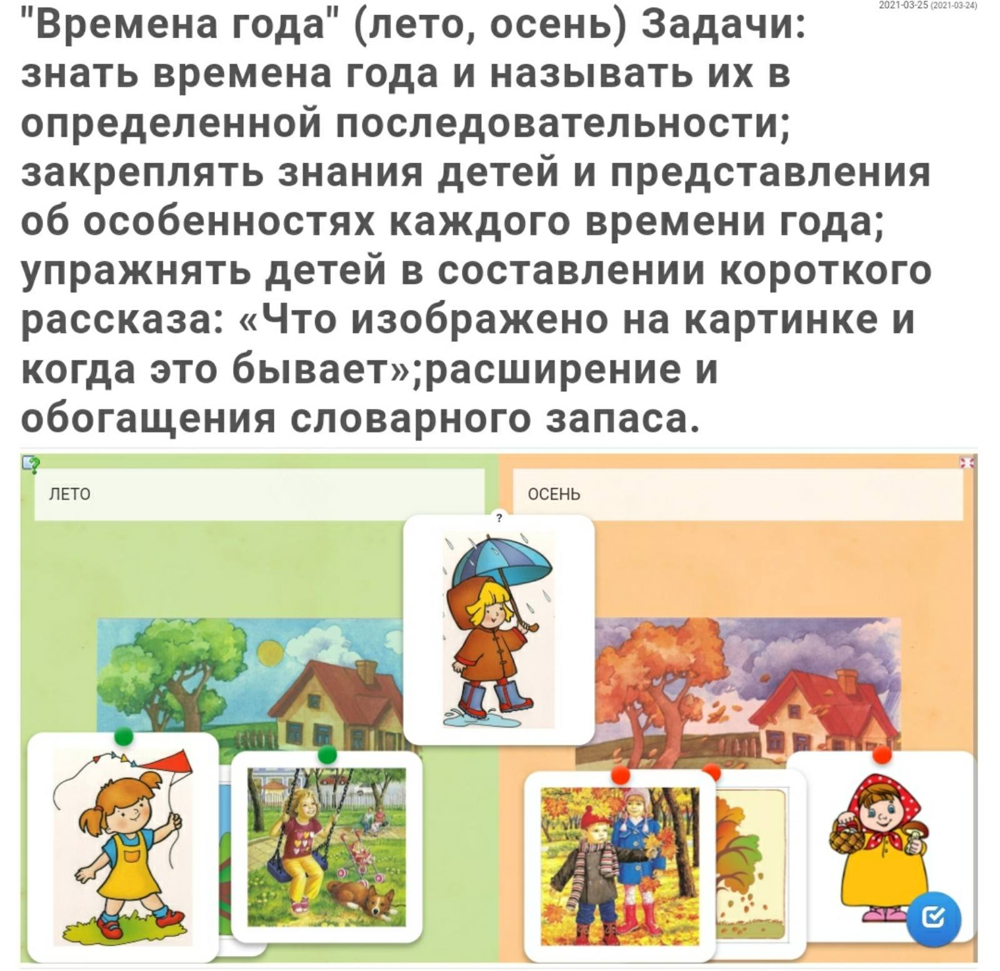 2021-03-25 (2021-03-24)
"Времена года" (лето, осень) Задачи:
знать времена года и называть их в
определенной последовательности;
закреплять знания детей и представления
об особенностях каждого времени года;
упражнять детей в составлении короткого
рассказа: «Что изображено на картинке и
когда это бывает»;расширение и
обогащения словарного запаса.
ЛЕТО
ОСЕНЬ
?